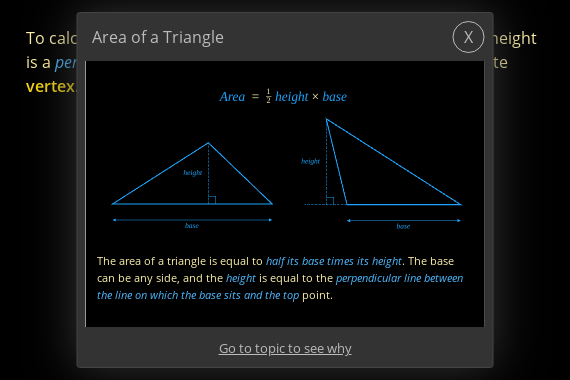 To calc
height
is a per
te
vertex
Area of a Triangle
X
Area = 1/2 height × base
height
base
height
base
The area of a triangle is equal to half its base times its height. The base
can be any side, and the height is equal to the perpendicular line between
the line on which the base sits and the top point.
Go to topic to see why